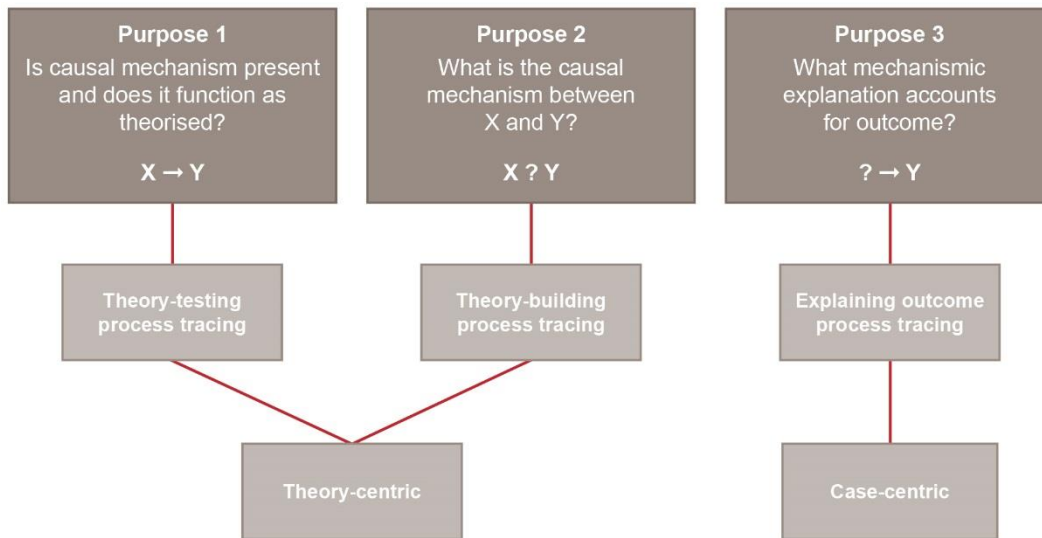 Purpose 1
Is causal mechanism present
and does it function as
theorised?
X → Y
Purpose 2
What is the causal
mechanism between
X and Y?
X ? Y
Purpose 3
What mechanismic
explanation accounts
for outcome?
? → Y
Theory-testing
process tracing
Theory-building
process tracing
Explaining outcome
process tracing
Theory-centric
Case-centric